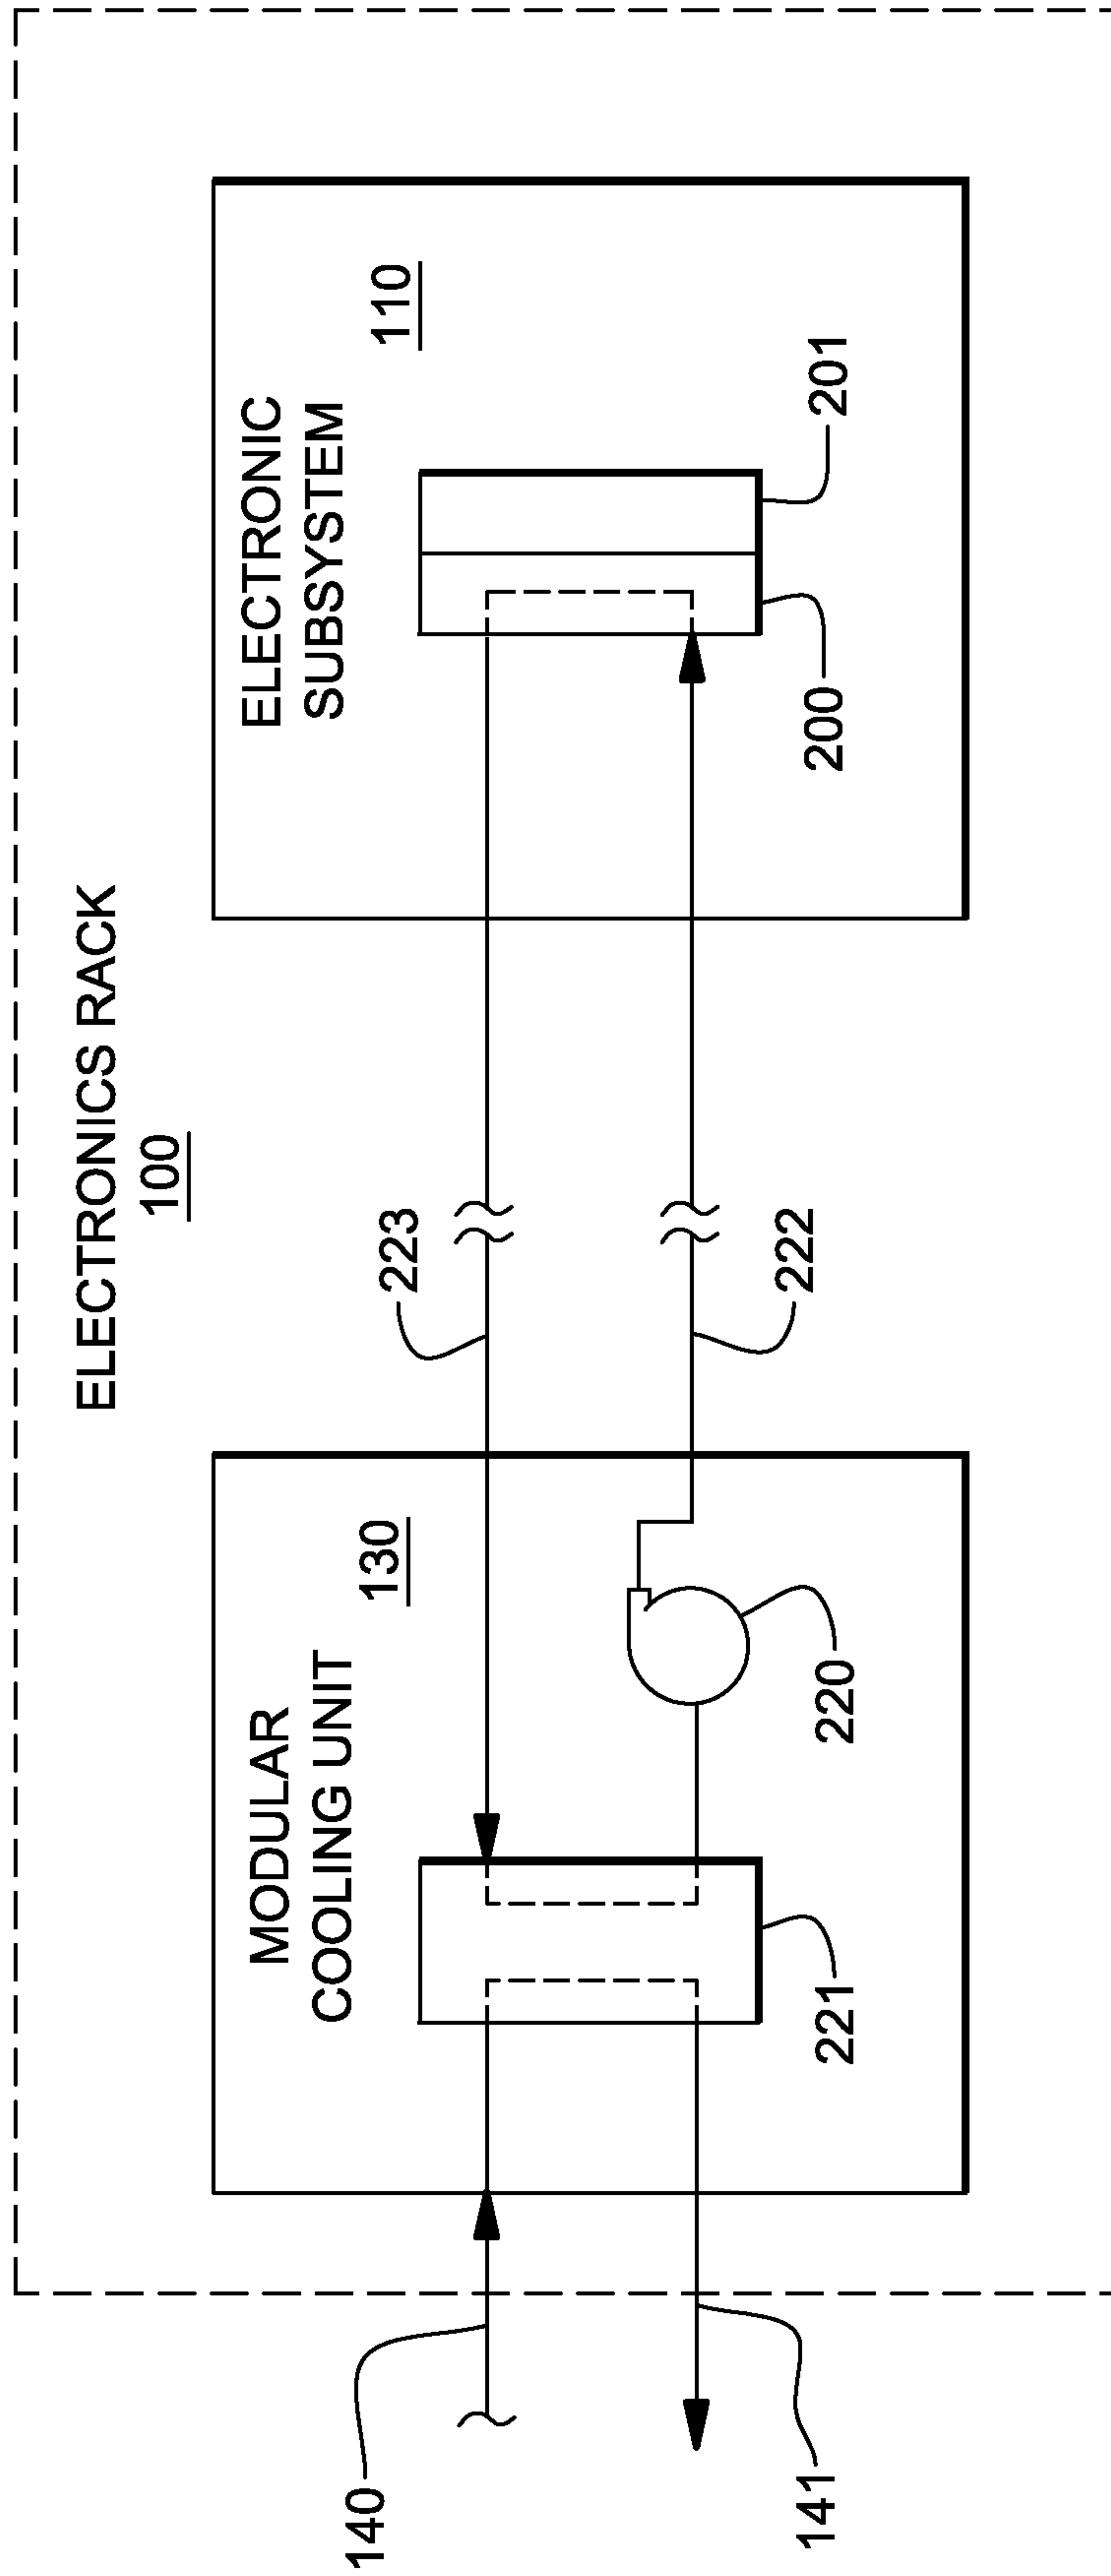 ELECTRONICS RACK
100
MODULAR
COOLING UNIT
130
ELECTRONIC
SUBSYSTEM
110
140
141
221
220
223
222
200
201